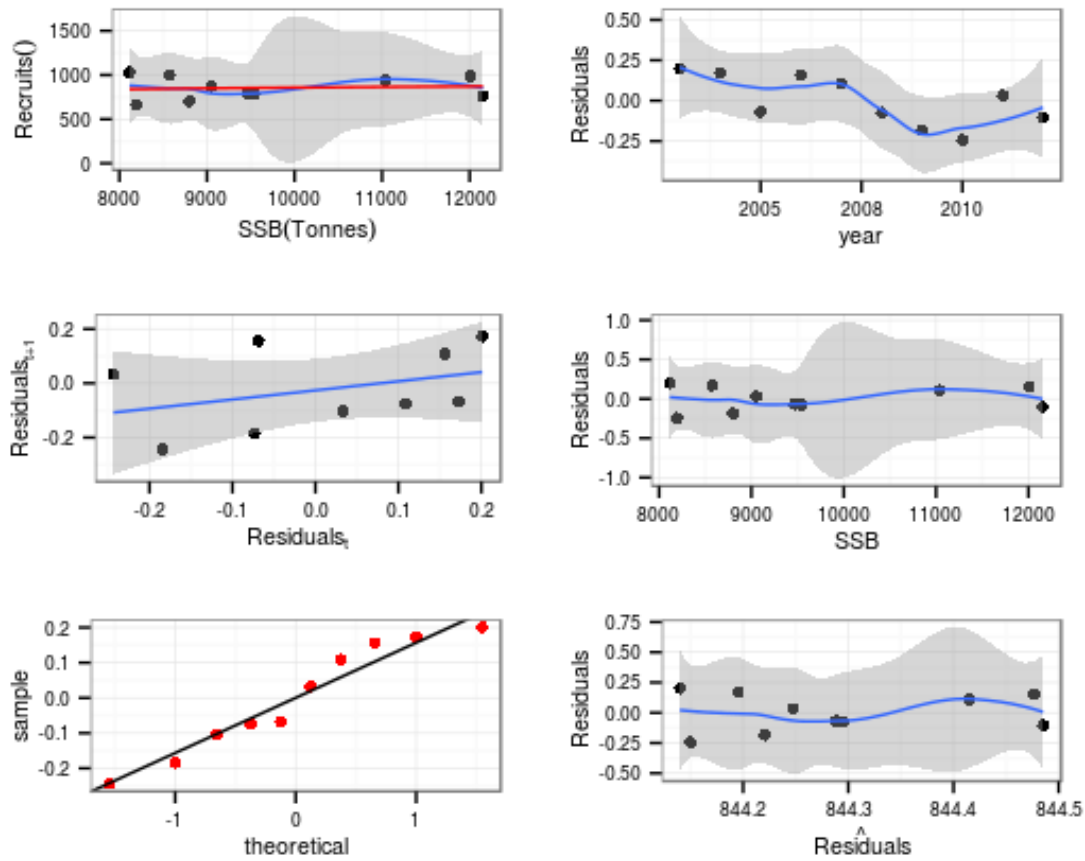 Recruits()
1500
1000
500
0
8000 9000 10000 11000 12000
SSB(Tonnes)
Residuals
0.50
0.25
0.00
-0.25
2005 2008 2010
year
Residualst+1
0.2
0.0
-0.2
-0.2 -0.1 0.0 0.1 0.2
Residualst
Residuals
1.0
0.5
0.0
-0.5
-1.0
8000 9000 10000 11000 12000
SSB
sample
0.2
0.1
0.0
-0.1
-0.2
-1 0 1
theoretical
Residuals
0.75
0.50
0.25
0.00
-0.25
-0.50
844.2 844.3 844.4 844.5
^
Residuals